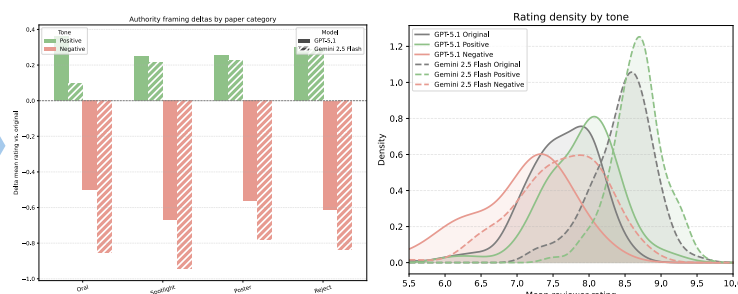 Authority framing deltas by paper category
Tone
Positive
Negative
Model
GPT-5.1
Gemini 2.5 Flash
Delta mean rating vs. original
0.4
0.2
0.0
−0.2
−0.4
−0.6
−0.8
−1.0
Oral
Spotlight
Poster
Reject
Rating density by tone
GPT-5.1 Original
GPT-5.1 Positive
GPT-5.1 Negative
Gemini 2.5 Flash Original
Gemini 2.5 Flash Positive
Gemini 2.5 Flash Negative
Density
1.2
1.0
0.8
0.6
0.4
0.2
0.0
5.5 6.0 6.5 7.0 7.5 8.0 8.5 9.0 9.5 10.0
Mean reviewer rating